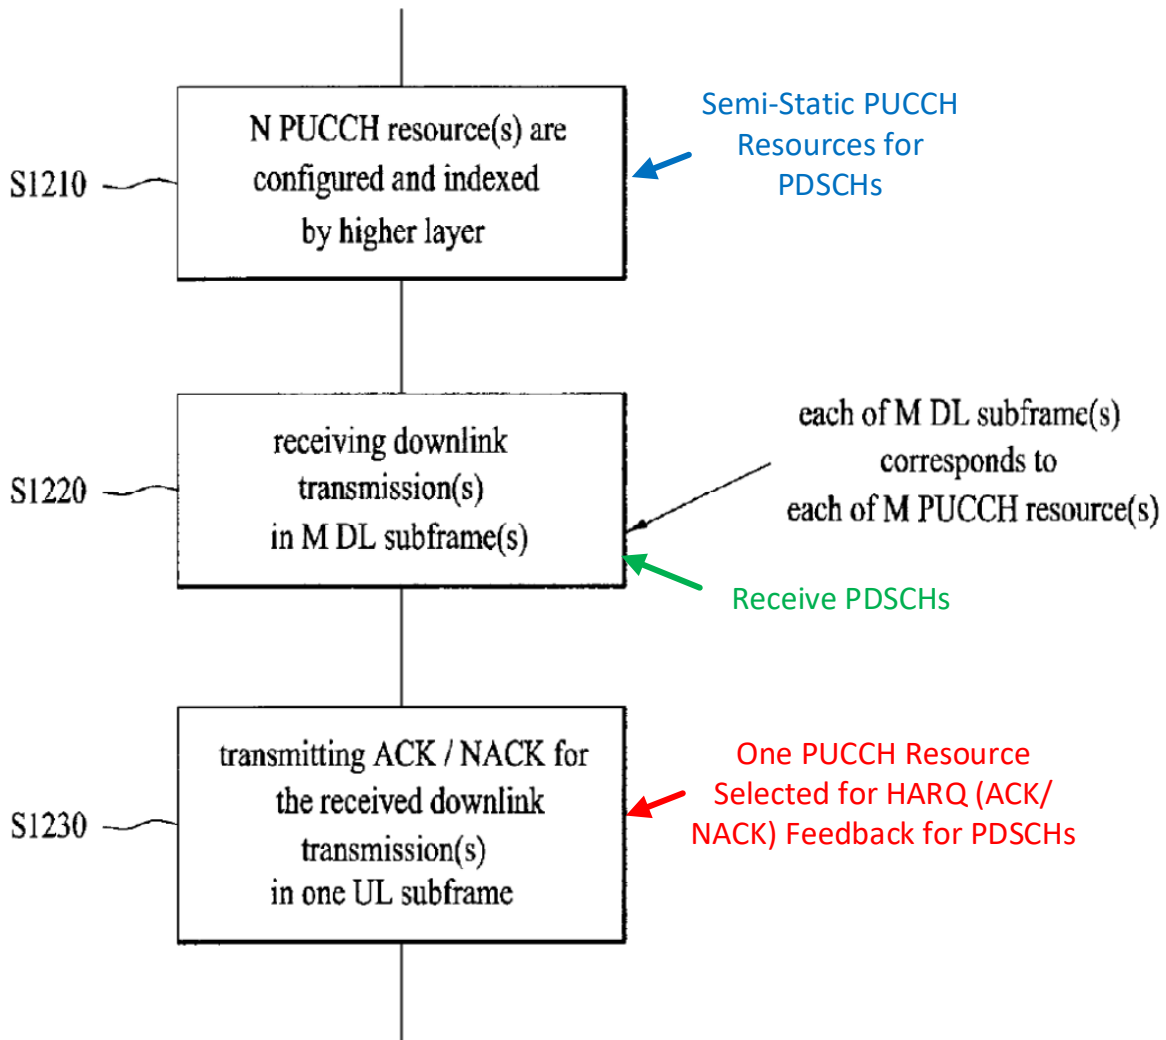 N PUCCH resource(s) are
configured and indexed
by higher layer
S1210
Semi-Static PUCCH
Resources for
PDSCHs
receiving downlink
transmission(s)
in M DL subframe(s)
S1220
each of M DL subframe(s)
corresponds to
each of M PUCCH resource(s)
Receive PDSCHs
transmitting ACK / NACK for
the received downlink
transmission(s)
in one UL subframe
S1230
One PUCCH Resource
Selected for HARQ (ACK/
NACK) Feedback for PDSCHs